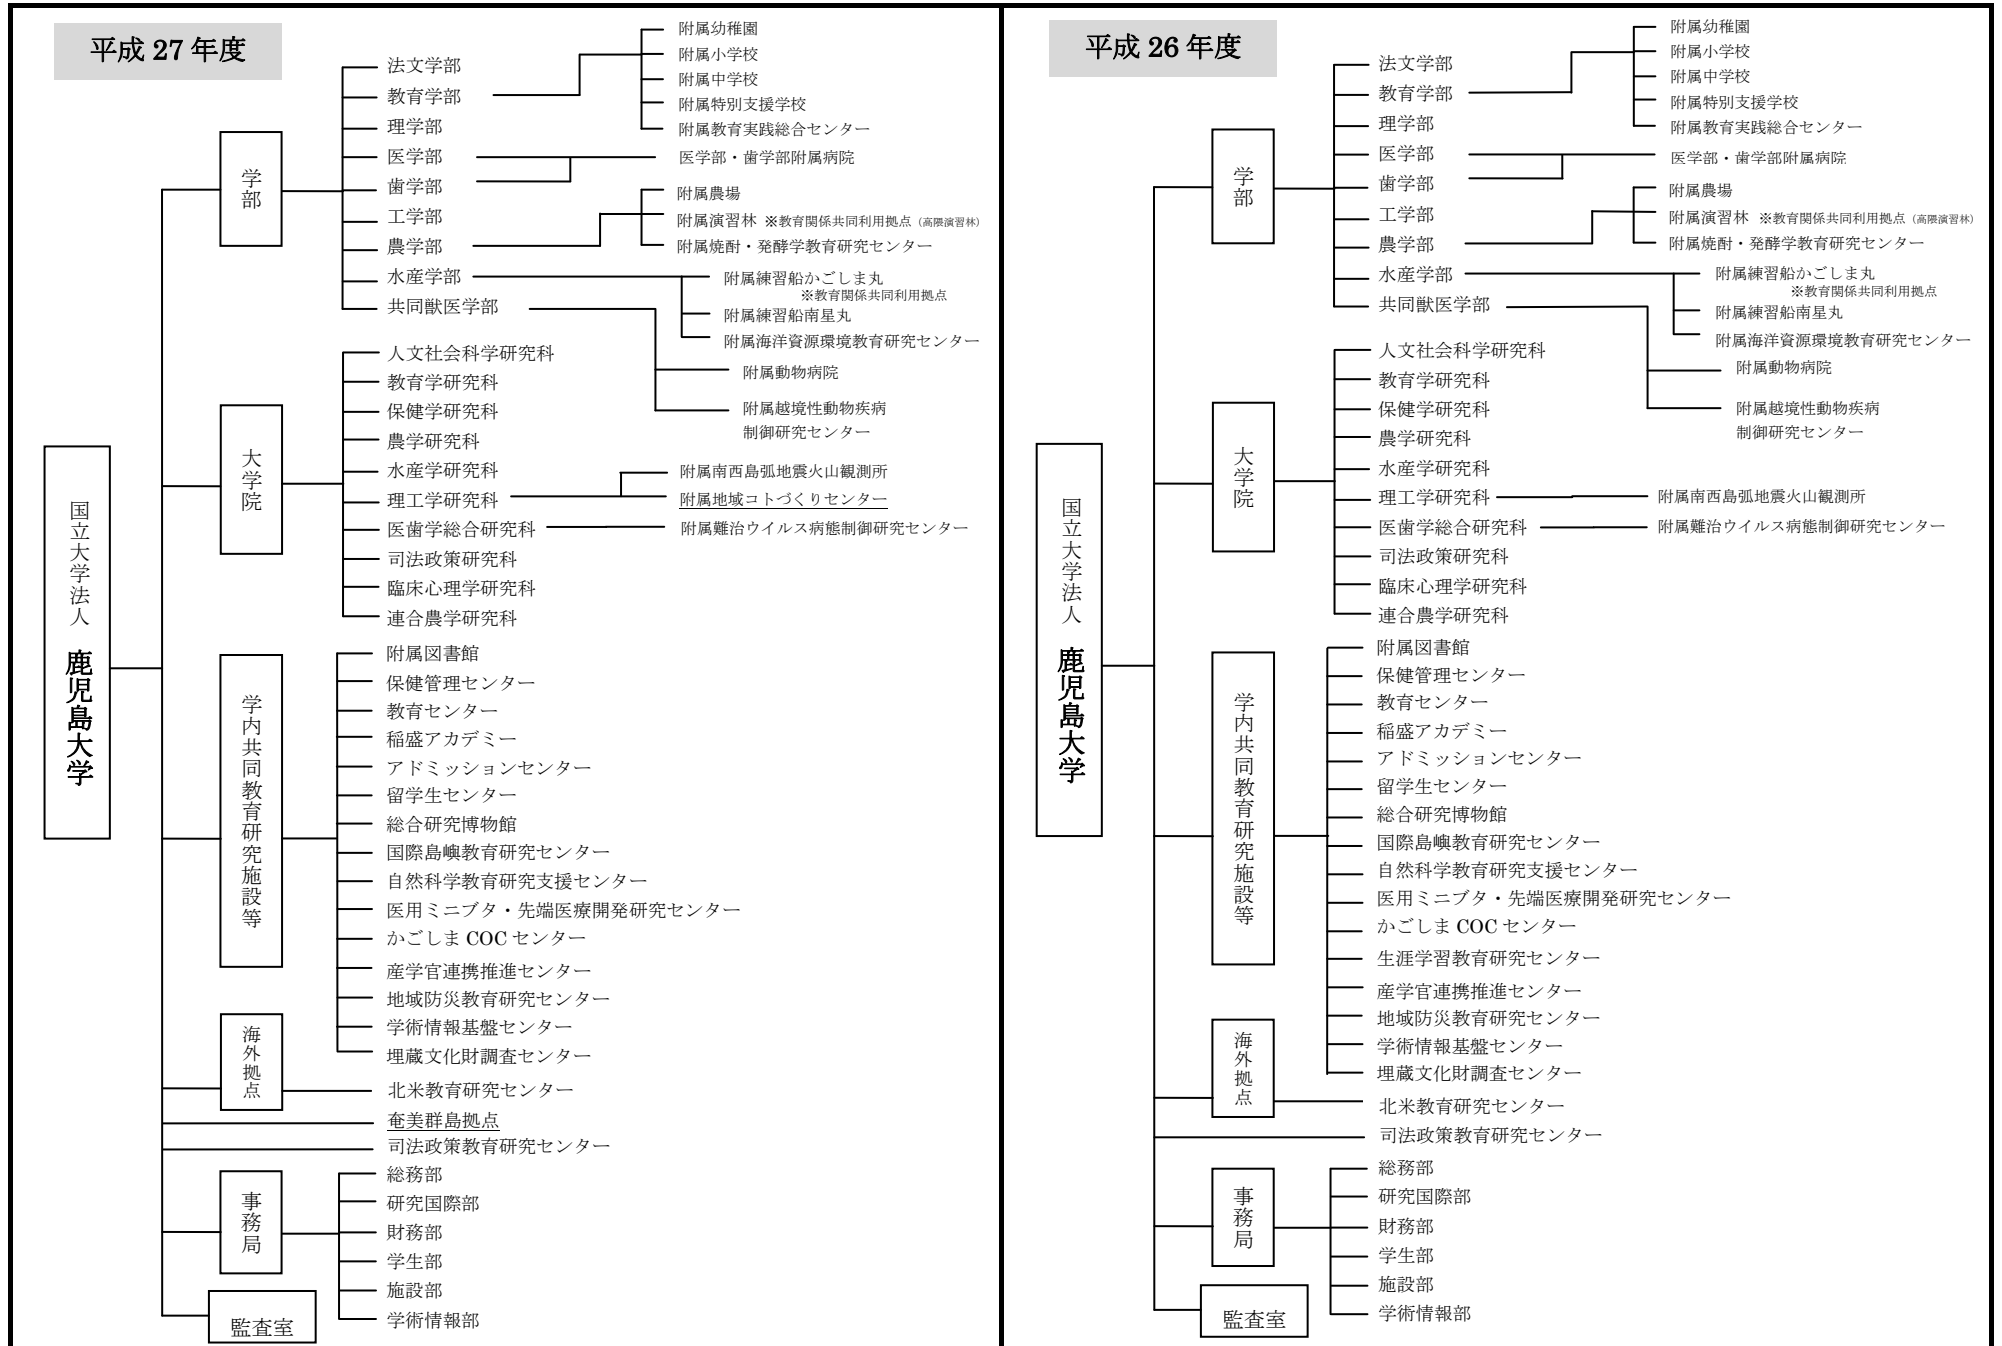 平成 27 年度
国立大学法人 鹿児島大学
学部
法文学部
教育学部
附属幼稚園
附属小学校
附属中学校
附属特別支援学校
附属教育実践総合センター
理学部
医学部
歯学部
医学部・歯学部附属病院
工学部
農学部
附属農場
附属演習林 ※教育関係共同利用拠点（高隈演習林）
附属焼酎・発酵学教育研究センター
水産学部
附属練習船かごしま丸
※教育関係共同利用拠点
附属練習船南星丸
附属海洋資源環境教育研究センター
共同獣医学部
附属動物病院
附属越境性動物疾病
制御研究センター
大学院
人文社会科学研究科
教育学研究科
保健学研究科
農学研究科
水産学研究科
理工学研究科
附属南西島弧地震火山観測所
附属地域コトづくりセンター
医歯学総合研究科
附属難治ウイルス病態制御研究センター
司法政策研究科
臨床心理学研究科
連合農学研究科
学内共同教育研究施設等
附属図書館
保健管理センター
教育センター
稲盛アカデミー
アドミッションセンター
留学生センター
総合研究博物館
国際島嶼教育研究センター
自然科学教育研究支援センター
医用ミニブタ・先端医療開発研究センター
かごしま COC センター
産学官連携推進センター
地域防災教育研究センター
学術情報基盤センター
埋蔵文化財調査センター
海外拠点
北米教育研究センター
奄美群島拠点
司法政策教育研究センター
事務局
総務部
研究国際部
財務部
学生部
施設部
学術情報部
監査室
平成 26 年度
国立大学法人 鹿児島大学
学部
法文学部
教育学部
附属幼稚園
附属小学校
附属中学校
附属特別支援学校
附属教育実践総合センター
理学部
医学部
歯学部
医学部・歯学部附属病院
工学部
農学部
附属農場
附属演習林 ※教育関係共同利用拠点（高隈演習林）
附属焼酎・発酵学教育研究センター
水産学部
附属練習船かごしま丸
※教育関係共同利用拠点
附属練習船南星丸
附属海洋資源環境教育研究センター
共同獣医学部
附属動物病院
附属越境性動物疾病
制御研究センター
大学院
人文社会科学研究科
教育学研究科
保健学研究科
農学研究科
水産学研究科
理工学研究科
附属南西島弧地震火山観測所
医歯学総合研究科
附属難治ウイルス病態制御研究センター
司法政策研究科
臨床心理学研究科
連合農学研究科
学内共同教育研究施設等
附属図書館
保健管理センター
教育センター
稲盛アカデミー
アドミッションセンター
留学生センター
総合研究博物館
国際島嶼教育研究センター
自然科学教育研究支援センター
医用ミニブタ・先端医療開発研究センター
かごしま COC センター
生涯学習教育研究センター
産学官連携推進センター
地域防災教育研究センター
学術情報基盤センター
埋蔵文化財調査センター
海外拠点
北米教育研究センター
司法政策教育研究センター
事務局
総務部
研究国際部
財務部
学生部
施設部
学術情報部
監査室